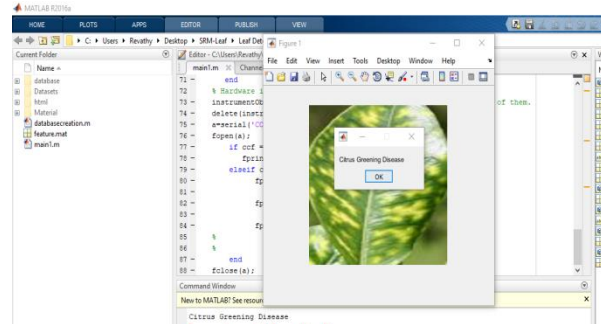 MATLAB R2016a
HOME PLOTS APPS EDITOR PUBLISH VIEW
C: Users Revathy Desktop SRM-Leaf Leaf Det
Current Folder
Name
database
Datasets
html
Material
databasecreation.m
feature.mat
main1.m
Editor - C:\Users\Revathy
main1.m Channe
71 - end
72 % Hardware i
73 - instrumentOb of them.
74 - delete(instr
75 - a=serial('CO
76 - fopen(a);
77 - if ccf =
78 - fprin
79 - elseif c
80 - fp
81 -
82 - fp
83 -
84 - fp
85 %
86 %
87 - end
88 - fclose(a);
Figure 1
File Edit View Insert Tools Desktop Window Help
Citrus Greening Disease
OK
Command Window
New to MATLAB? See resour
Citrus Greening Disease